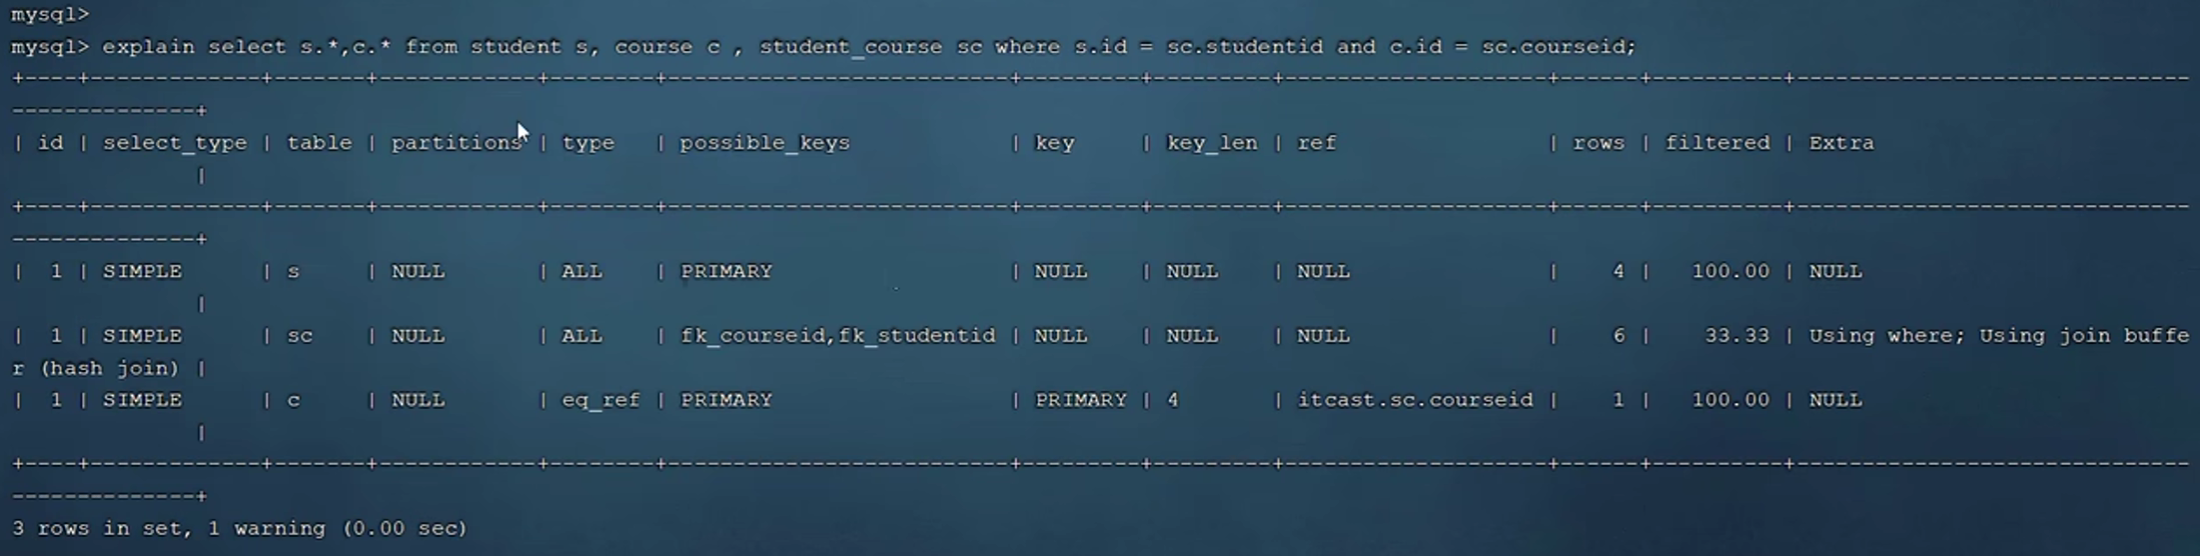 mysql>
mysql> explain select s.*,c.* from student s, course c , student_course sc where s.id = sc.studentid and c.id = sc.courseid;
+----+-------------+-------+------------+--------+--------------------------+---------+---------+--------------------+------+----------+------------------------------
--------------+
| id | select_type | table | partitions | type   | possible_keys            | key     | key_len | ref                | rows | filtered | Extra
              |
+----+-------------+-------+------------+--------+--------------------------+---------+---------+--------------------+------+----------+------------------------------
--------------+
|  1 | SIMPLE      | s     | NULL       | ALL    | PRIMARY                  | NULL    | NULL    | NULL               |    4 |   100.00 | NULL
              |
|  1 | SIMPLE      | sc    | NULL       | ALL    | fk_courseid,fk_studentid | NULL    | NULL    | NULL               |    6 |    33.33 | Using where; Using join buffe
r (hash join) |
|  1 | SIMPLE      | c     | NULL       | eq_ref | PRIMARY                  | PRIMARY | 4       | itcast.sc.courseid |    1 |   100.00 | NULL
              |
+----+-------------+-------+------------+--------+--------------------------+---------+---------+--------------------+------+----------+------------------------------
--------------+
3 rows in set, 1 warning (0.00 sec)